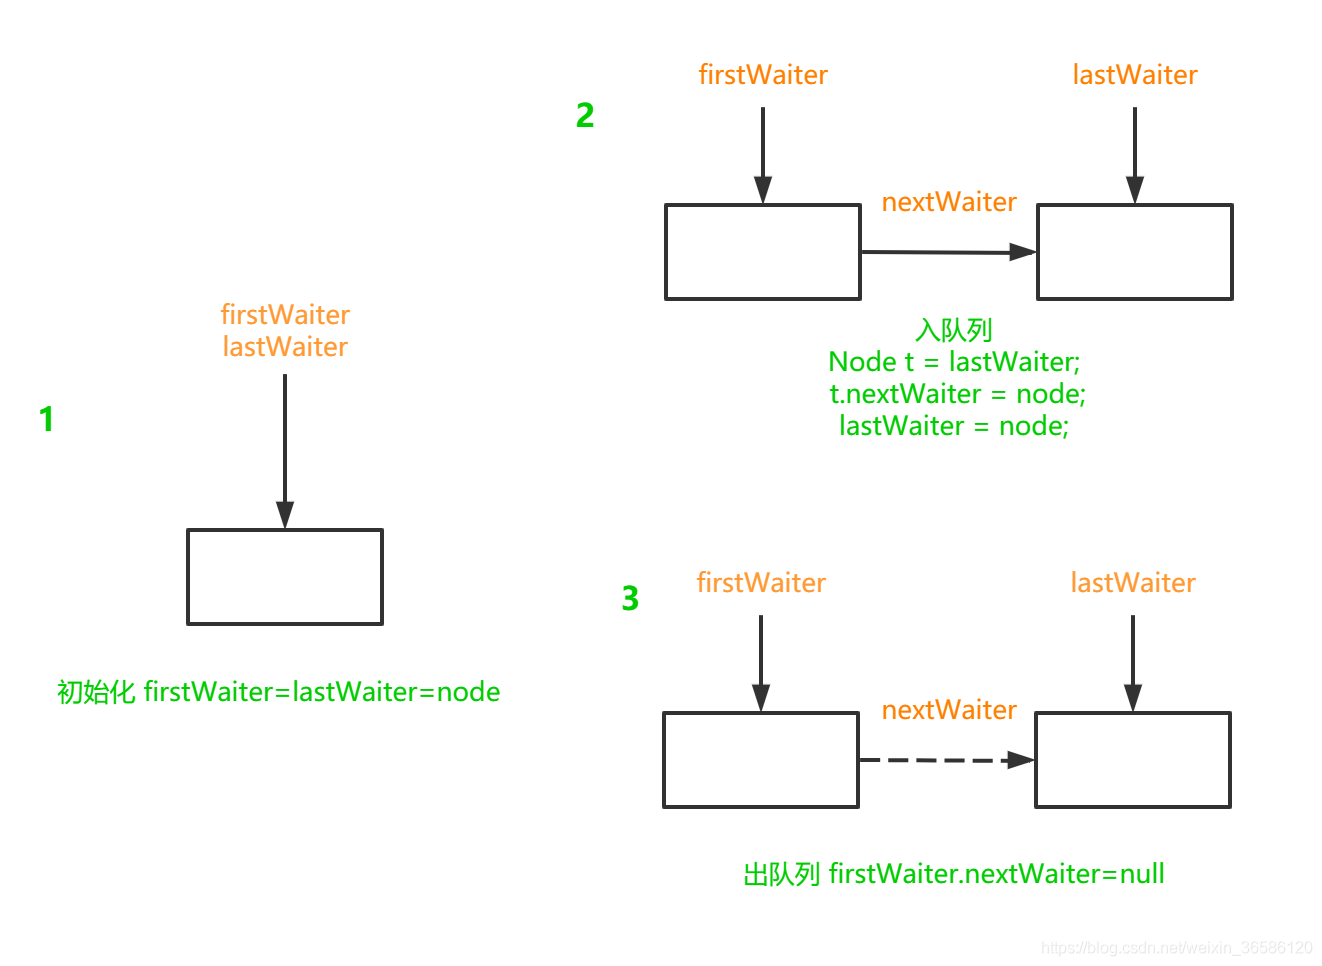 1
firstWaiter
lastWaiter
初始化 firstWaiter=lastWaiter=node
2
firstWaiter
lastWaiter
nextWaiter
入队列
Node t = lastWaiter;
t.nextWaiter = node;
lastWaiter = node;
3
firstWaiter
lastWaiter
nextWaiter
出队列 firstWaiter.nextWaiter=null
https://blog.csdn.net/weixin_36586120